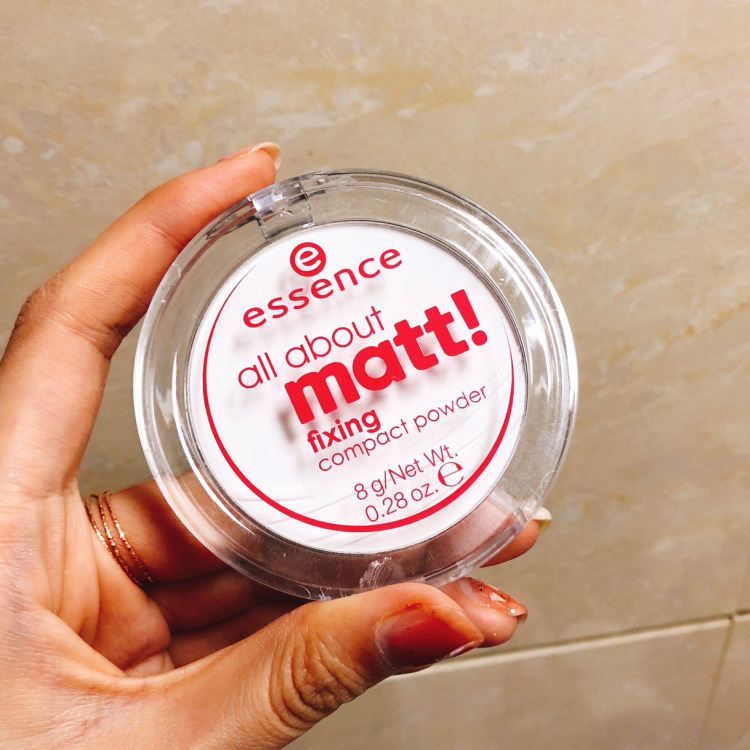 e
essence
all about
matt!
fixing
compact powder
8 g/Net Wt.
0.28 oz. ℮